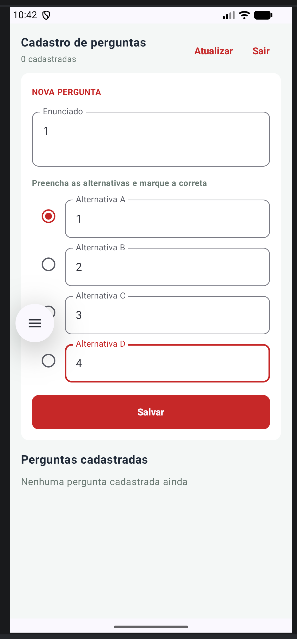 10:42
Cadastro de perguntas
0 cadastradas
Atualizar
Sair
NOVA PERGUNTA
Enunciado
1
Preencha as alternativas e marque a correta
Alternativa A
1
Alternativa B
2
Alternativa C
3
Alternativa D
4
Salvar
Perguntas cadastradas
Nenhuma pergunta cadastrada ainda